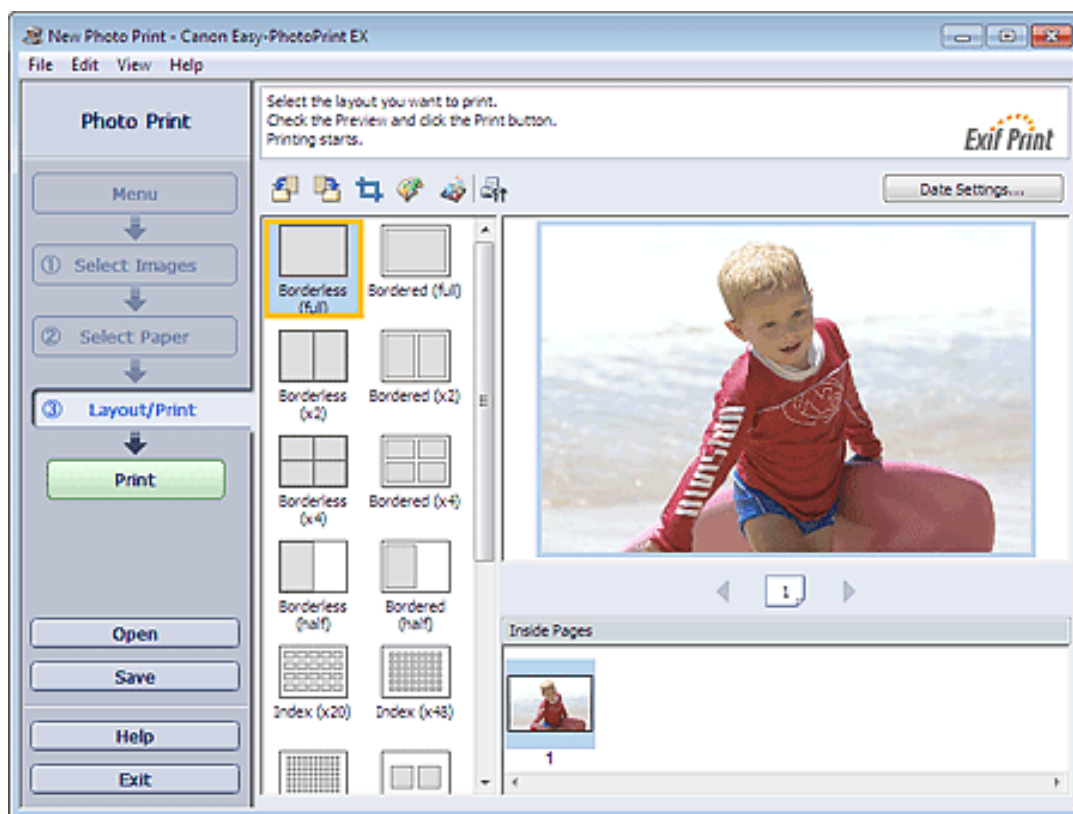 New Photo Print - Canon Easy-PhotoPrint EX
File Edit View Help
Photo Print
Select the layout you want to print.
Check the Preview and click the Print button.
Printing starts.
Exif Print
Menu
① Select Images
② Select Paper
③ Layout/Print
Print
Open
Save
Help
Exit
Date Settings...
Borderless
(full)
Bordered (full)
Borderless
(x2)
Bordered (x2)
Borderless
(x4)
Bordered (x4)
Borderless
(half)
Bordered
(half)
Index (x20)
Index (x48)
1
Inside Pages
1